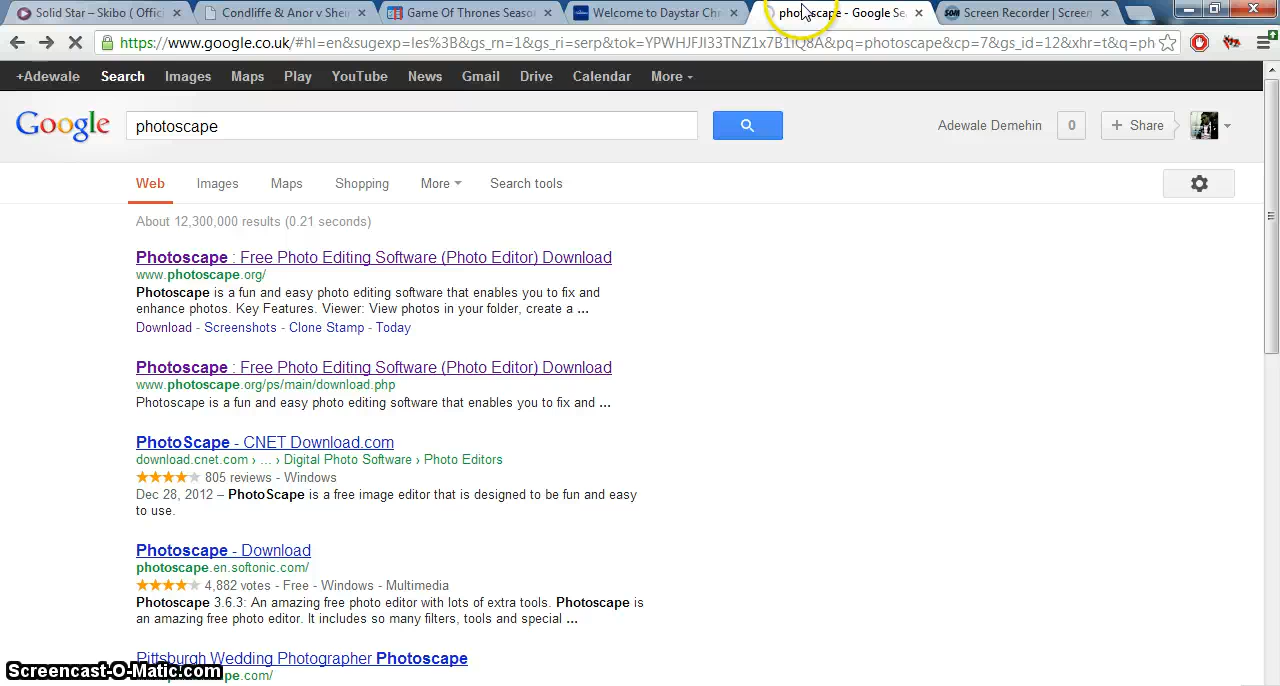 Solid Star – Skibo ( Offici
Condliffe & Anor v Shei
Game Of Thrones Season
Welcome to Daystar Chr
photoscape - Google Se
Screen Recorder | Screen
https://www.google.co.uk/#hl=en&sugexp=les%3B&gs_rn=1&gs_ri=serp&tok=YPWHJFJI33TNZ1x7B1iQ8A&pq=photoscape&cp=7&gs_id=12&xhr=t&q=ph
+Adewale Search Images Maps Play YouTube News Gmail Drive Calendar More
Google
photoscape
Adewale Demehin 0 + Share
Web Images Maps Shopping More Search tools
About 12,300,000 results (0.21 seconds)
Photoscape : Free Photo Editing Software (Photo Editor) Download
www.photoscape.org/
Photoscape is a fun and easy photo editing software that enables you to fix and
enhance photos. Key Features. Viewer: View photos in your folder, create a ...
Download - Screenshots - Clone Stamp - Today
Photoscape : Free Photo Editing Software (Photo Editor) Download
www.photoscape.org/ps/main/download.php
Photoscape is a fun and easy photo editing software that enables you to fix and ...
PhotoScape - CNET Download.com
download.cnet.com › ... › Digital Photo Software › Photo Editors
805 reviews - Windows
Dec 28, 2012 – PhotoScape is a free image editor that is designed to be fun and easy
to use.
Photoscape - Download
photoscape.en.softonic.com/
4,882 votes - Free - Windows - Multimedia
Photoscape 3.6.3: An amazing free photo editor with lots of extra tools. Photoscape is
an amazing free photo editor. It includes so many filters, tools and special ...
Pittsburgh Wedding Photographer Photoscape
Screencast-O-Matic.com
pe.com/